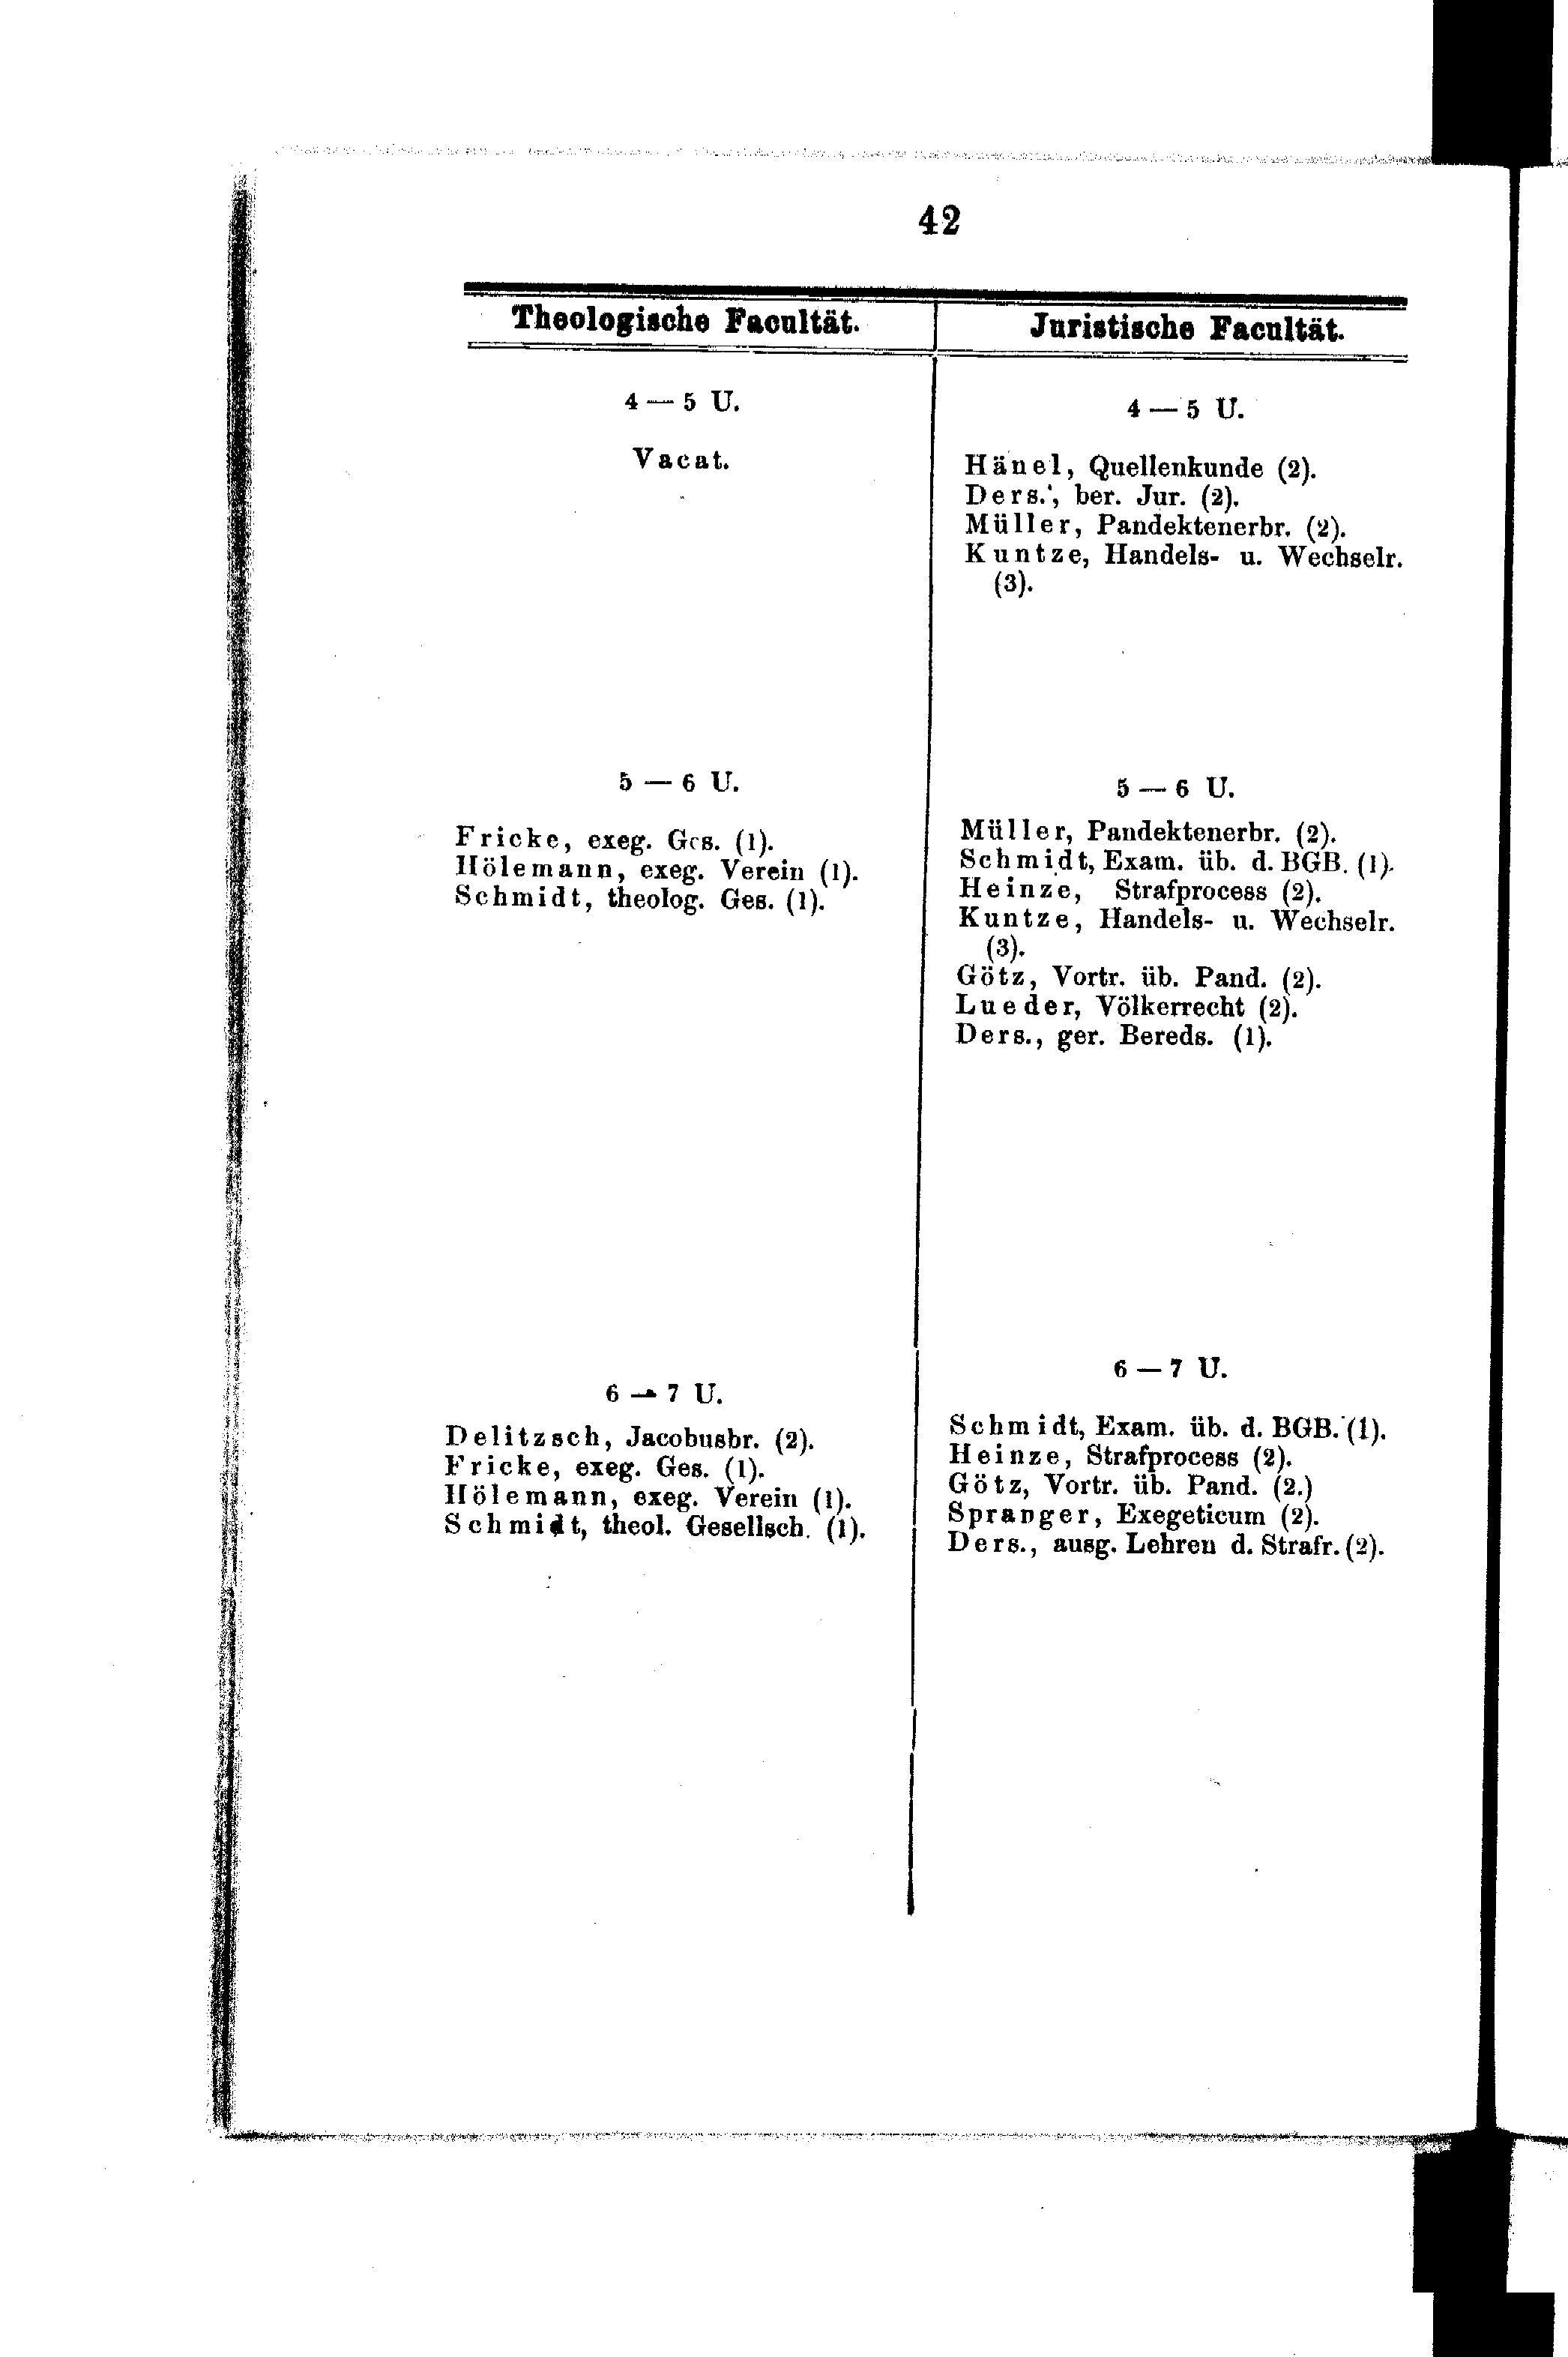 42
Theologische Facultät.
4 — 5 U.
Vacat.
5 — 6 U.
Fricke, exeg. Ges. (1).
Hölemann, exeg. Verein (1).
Schmidt, theolog. Ges. (1).
6 — 7 U.
Delitzsch, Jacobusbr. (2).
Fricke, exeg. Ges. (1).
Hölemann, exeg. Verein (1).
Schmidt, theol. Gesellsch. (1).
Juristische Facultät.
4 — 5 U.
Hänel, Quellenkunde (2).
Ders., ber. Jur. (2).
Müller, Pandektenerbr. (2).
Kuntze, Handels- u. Wechselr.
(3).
5 — 6 U.
Müller, Pandektenerbr. (2).
Schmidt, Exam. üb. d. BGB. (1).
Heinze, Strafprocess (2).
Kuntze, Handels- u. Wechselr.
(3).
Götz, Vortr. üb. Pand. (2).
Lueder, Völkerrecht (2).
Ders., ger. Bereds. (1).
6 — 7 U.
Schmidt, Exam. üb. d. BGB. (1).
Heinze, Strafprocess (2).
Götz, Vortr. üb. Pand. (2.)
Spranger, Exegeticum (2).
Ders., ausg. Lehren d. Strafr. (2).